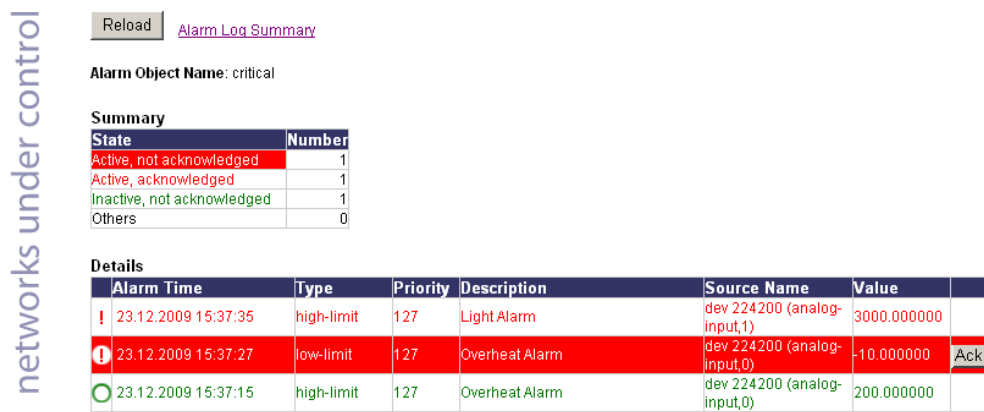 networks under control
Reload Alarm Log Summary
Alarm Object Name: critical
Summary
State Number
Active, not acknowledged 1
Active, acknowledged 1
Inactive, not acknowledged 1
Others 0
Details
Alarm Time Type Priority Description Source Name Value
! 23.12.2009 15:37:35 high-limit 127 Light Alarm dev 224200 (analog-
input,1) 3000.000000
! 23.12.2009 15:37:27 low-limit 127 Overheat Alarm dev 224200 (analog-
input,0) -10.000000 Ack
23.12.2009 15:37:15 high-limit 127 Overheat Alarm dev 224200 (analog-
input,0) 200.000000